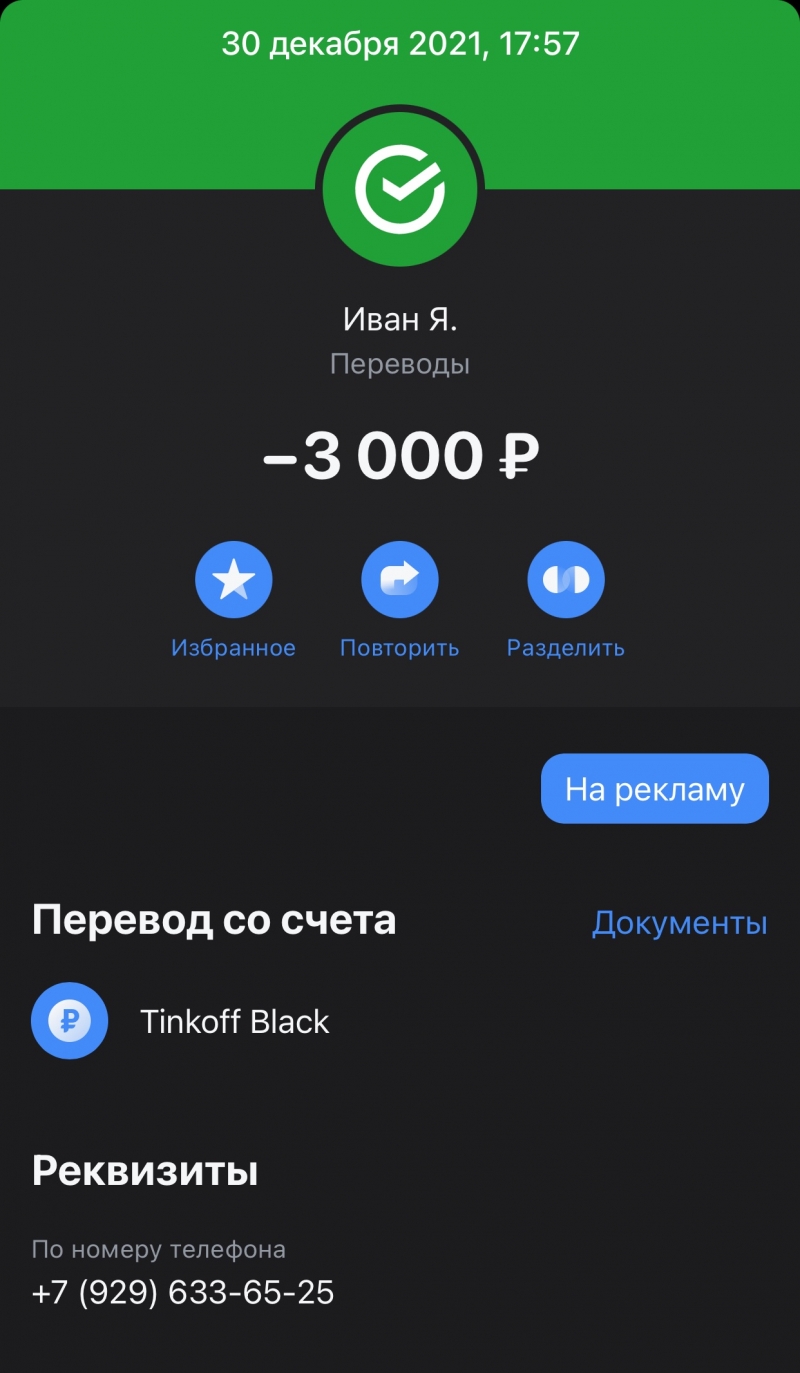 30 декабря 2021, 17:57
Иван Я.
Переводы
–3 000 ₽
Избранное Повторить Разделить
На рекламу
Перевод со счета Документы
₽ Tinkoff Black
Реквизиты
По номеру телефона
+7 (929) 633-65-25